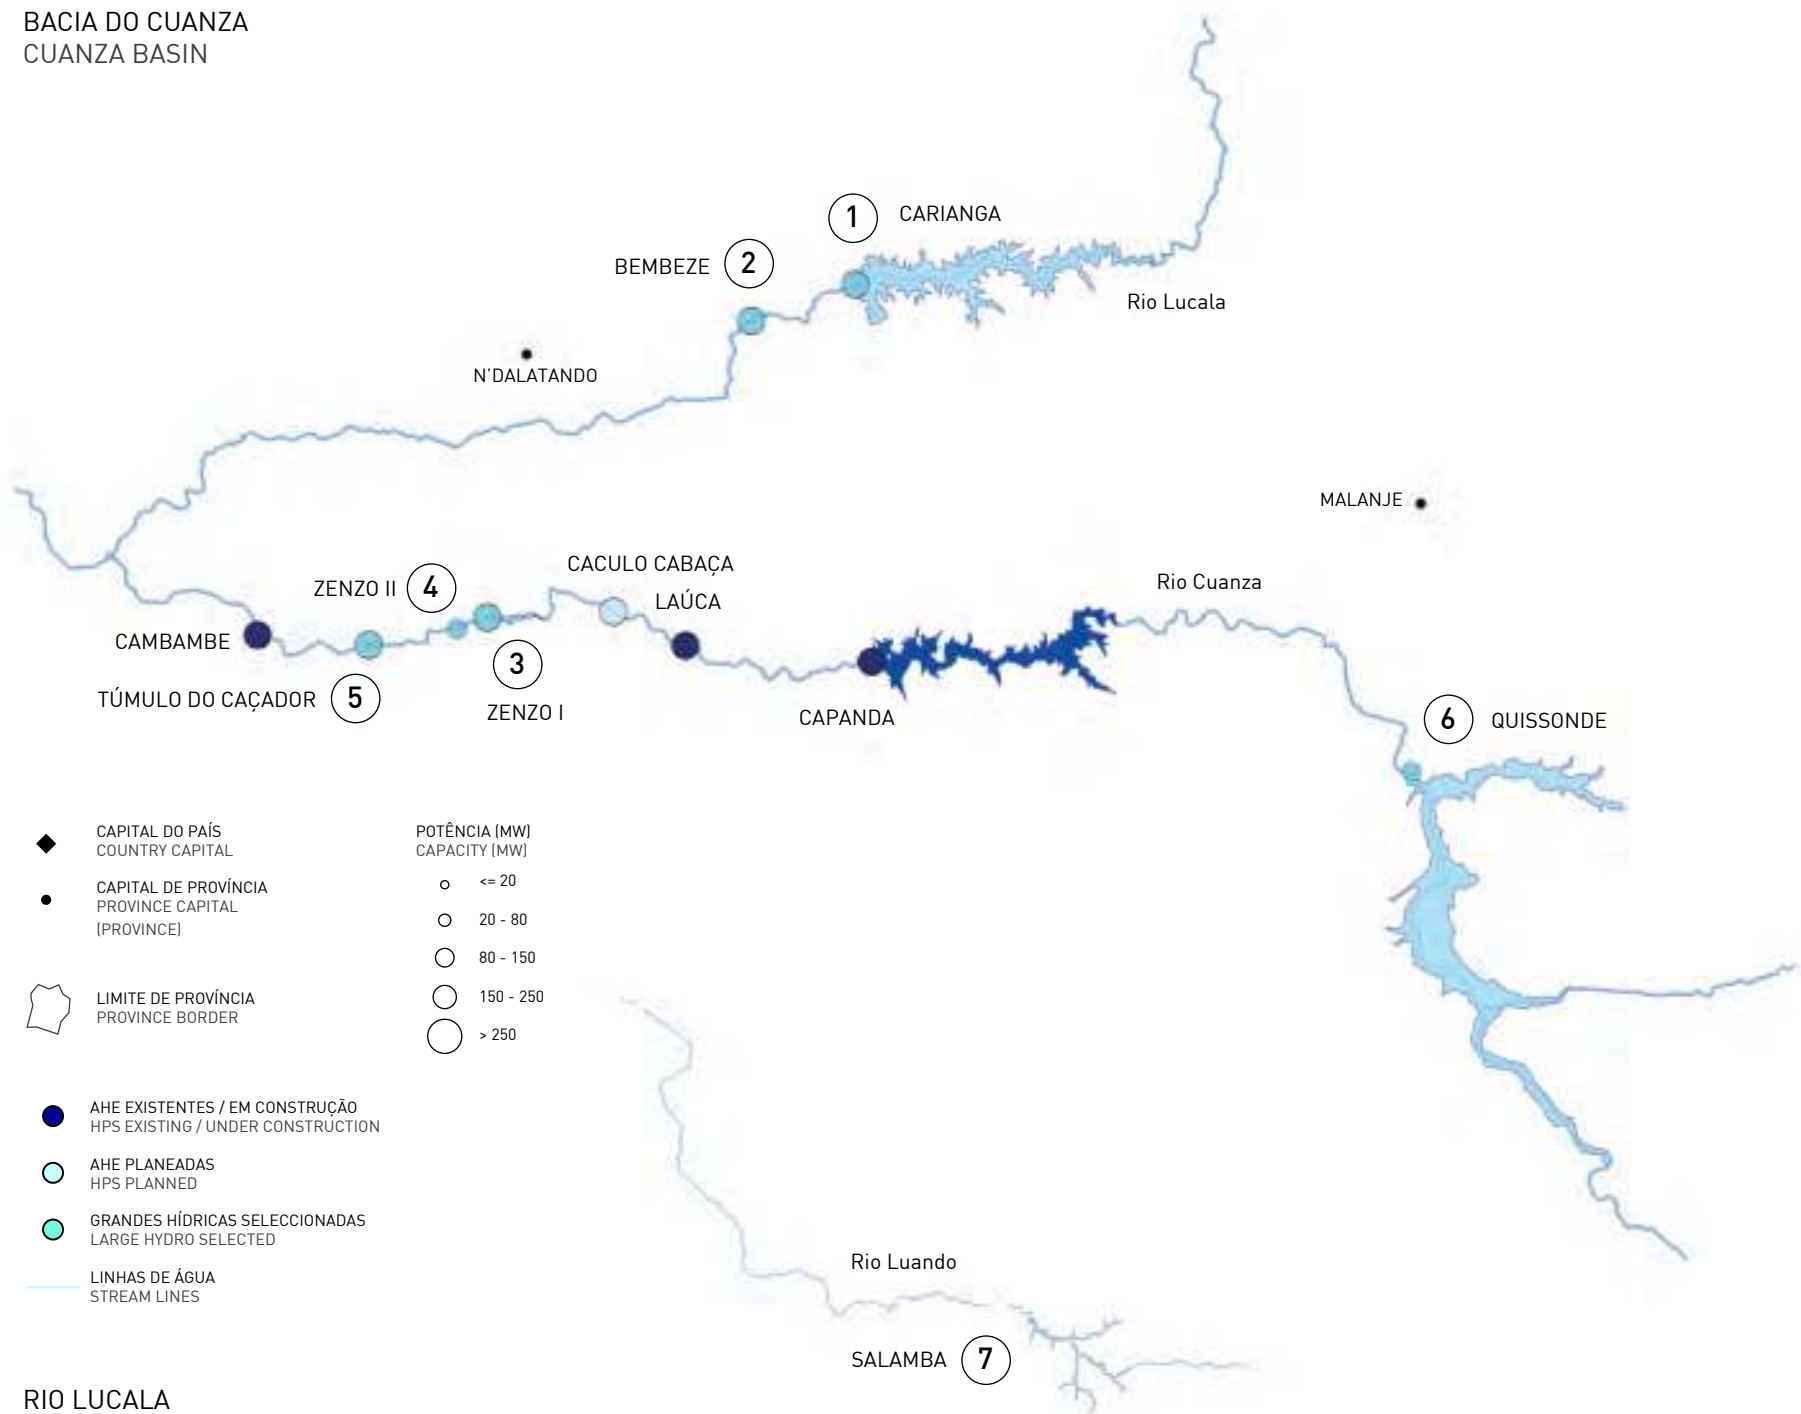 BACIA DO CUANZA
CUANZA BASIN
1
CARIANGA
BEMBEZE
2
Rio Lucala
N'DALATANDO
MALANJE
CACULO CABAÇA
Rio Cuanza
ZENZO II
4
LAÚCA
CAMBAMBE
3
TÚMULO DO CAÇADOR
5
ZENZO I
CAPANDA
6
QUISSONDE
CAPITAL DO PAÍS
COUNTRY CAPITAL
CAPITAL DE PROVÍNCIA
PROVINCE CAPITAL
(PROVINCE)
LIMITE DE PROVÍNCIA
PROVINCE BORDER
POTÊNCIA (MW)
CAPACITY (MW)
<= 20
20 - 80
80 - 150
150 - 250
> 250
AHE EXISTENTES / EM CONSTRUÇÃO
HPS EXISTING / UNDER CONSTRUCTION
AHE PLANEADAS
HPS PLANNED
GRANDES HÍDRICAS SELECCIONADAS
LARGE HYDRO SELECTED
LINHAS DE ÁGUA
STREAM LINES
Rio Luando
SALAMBA
7
RIO LUCALA